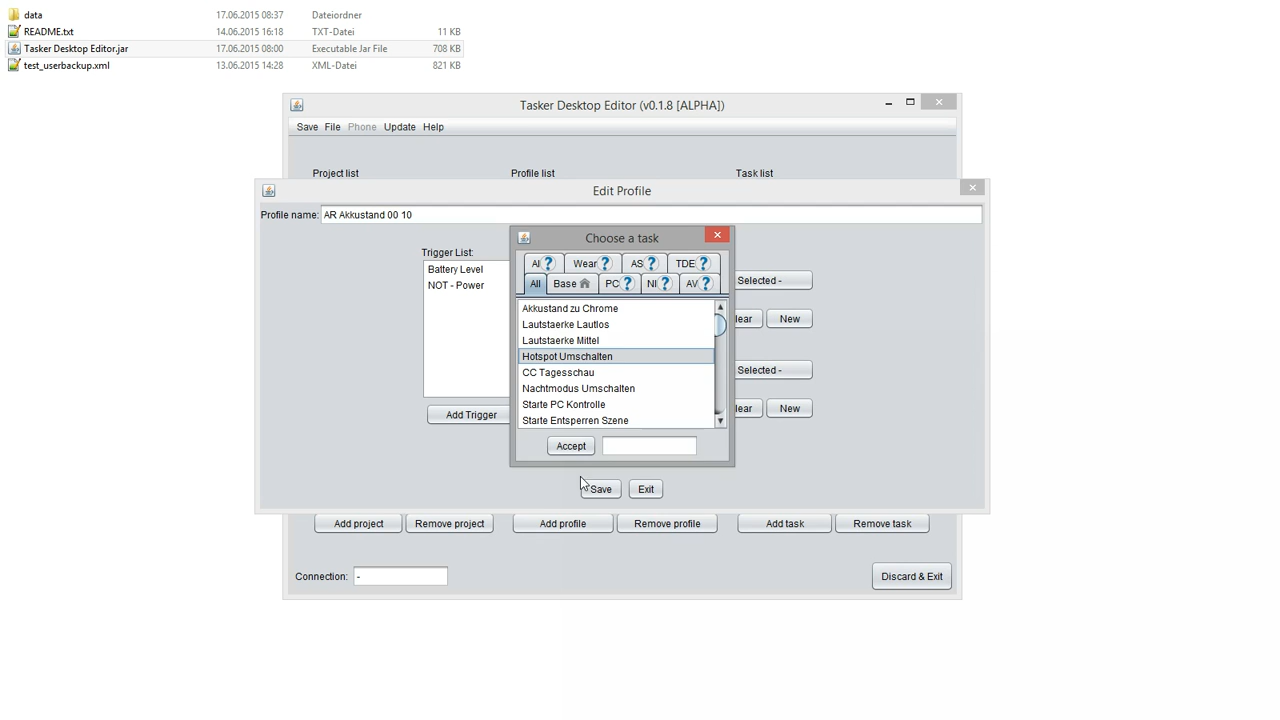 data 17.06.2015 08:37 Dateiordner
README.txt 14.06.2015 16:18 TXT-Datei 11 KB
Tasker Desktop Editor.jar 17.06.2015 08:00 Executable Jar File 708 KB
test_userbackup.xml 13.06.2015 14:28 XML-Datei 821 KB
Tasker Desktop Editor (v0.1.8 [ALPHA])
Save File Phone Update Help
Project list Profile list Task list
Edit Profile
Profile name: AR Akkustand 00 10
Choose a task
Trigger List:
AI ? Wear ? AS ? TDE ?
Battery Level
Selected -
NOT - Power
All Base PC ? NI ? AV ?
Akkustand zu Chrome
lear New
Lautstaerke Lautlos
Lautstaerke Mittel
Hotspot Umschalten
CC Tagesschau
Selected -
Nachtmodus Umschalten
Starte PC Kontrolle
lear New
Add Trigger
Starte Entsperren Szene
Accept
Save Exit
Add project Remove project Add profile Remove profile Add task Remove task
Connection: -
Discard & Exit